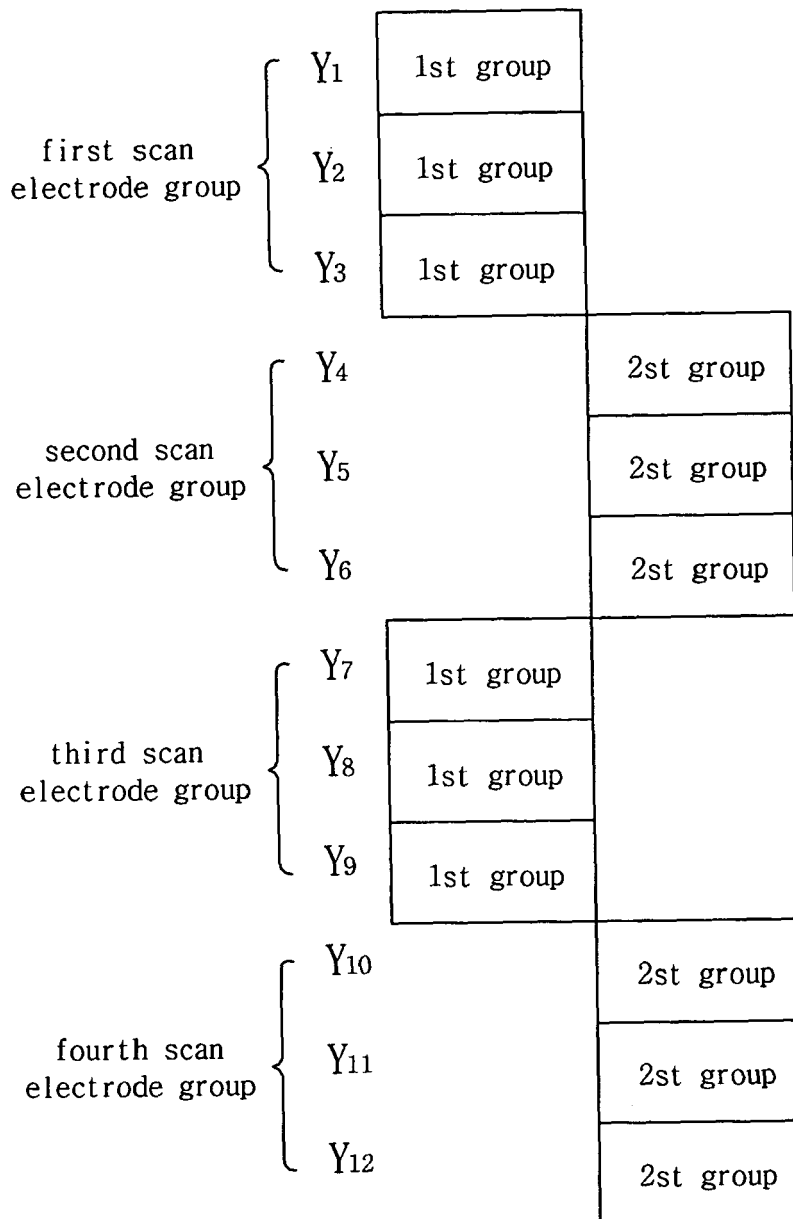 Y1 1st group
first scan
electrode group
Y2 1st group
Y3 1st group
Y4 2st group
second scan
electrode group
Y5 2st group
Y6 2st group
Y7 1st group
third scan
electrode group
Y8 1st group
Y9 1st group
Y10 2st group
fourth scan
electrode group
Y11 2st group
Y12 2st group